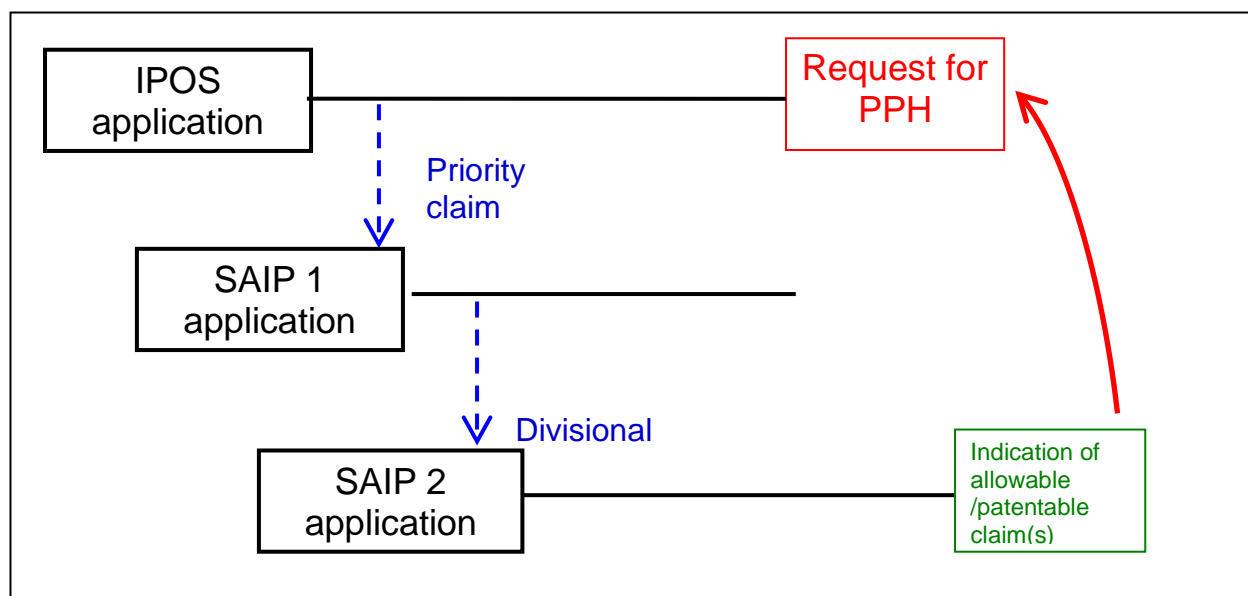 IPOS
application
Request for
PPH
Priority
claim
SAIP 1
application
Divisional
SAIP 2
application
Indication of
allowable
/patentable
claim(s)